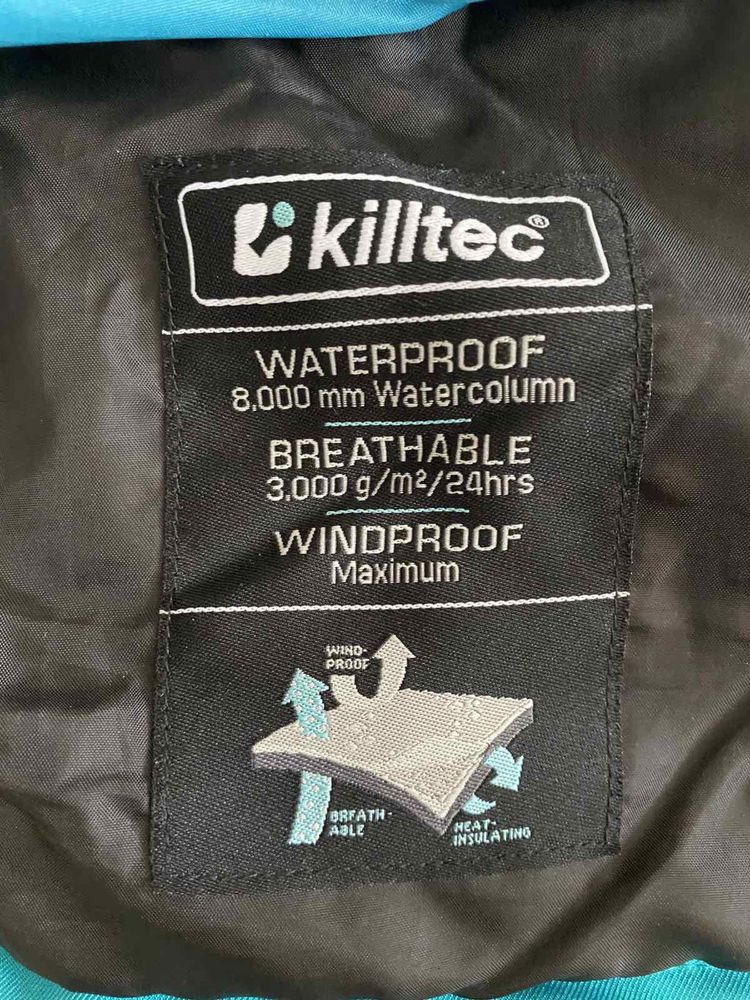 killtec®
WATERPROOF
8.000 mm Watercolumn
BREATHABLE
3.000 g/m²/24hrs
WINDPROOF
Maximum
WIND-
PROOF
BREATH-
ABLE
HEAT-
INSULATING